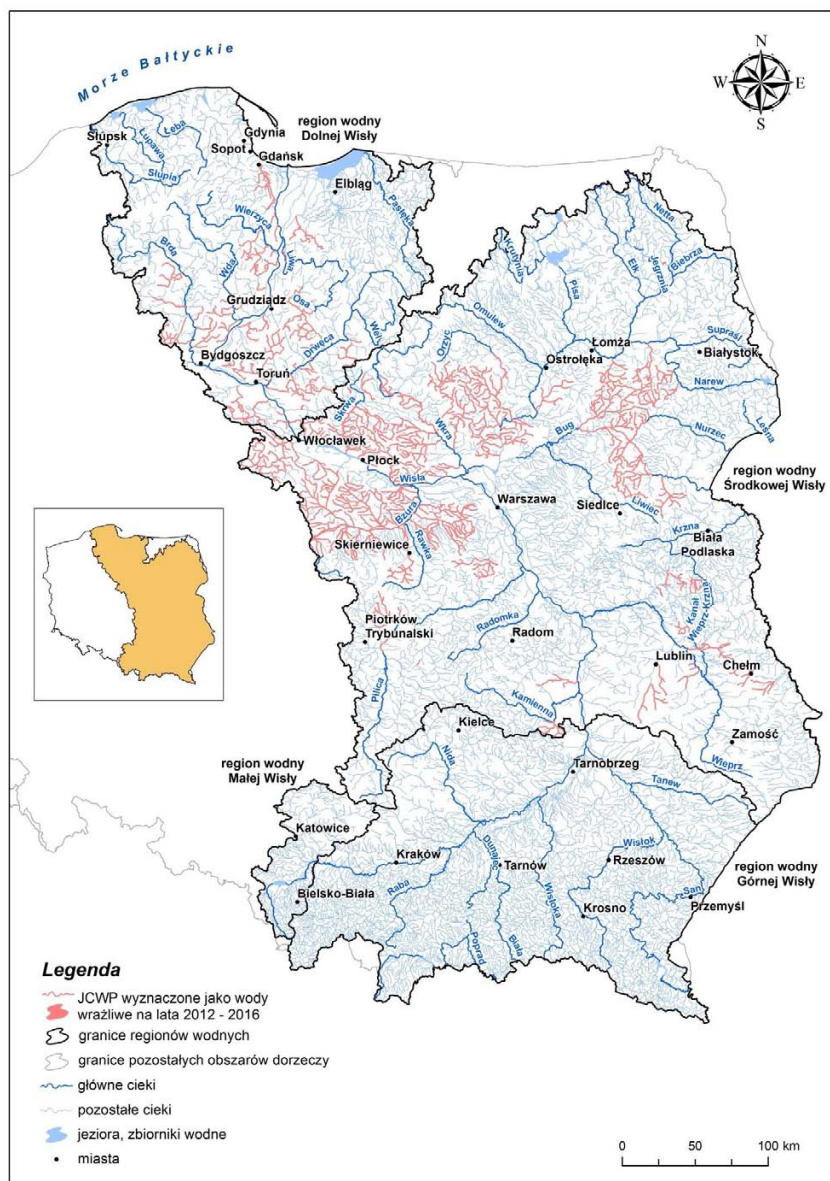 Morze Bałtyckie
N
W
E
S
region wodny
Dolnej Wisły
Słupsk
Łeba
Łupawa
Słupia
Gdynia
Sopot
Gdańsk
Elbląg
Pasłęka
Wierzyca
Brda
Wda
Liwa
Grudziądz
Osa
Drwęca
Wel
Bydgoszcz
Toruń
Netta
Krutynia
Pisa
Ełk
Jegrznia
Biebrza
Omulew
Orzyc
Łomża
Ostrołęka
Supraśl
Białystok
Narew
Skrwa
Włocławek
Wkra
Bug
Nurzec
Leśna
Płock
Wisła
region wodny
Środkowej Wisły
Warszawa
Siedlce
Liwiec
Bzura
Rawka
Skierniewice
Krzna
Biała
Podlaska
Kanał
Wieprz-Krzna
Piotrków
Trybunalski
Radomka
Radom
Lublin
Chełm
Pilica
Kamienna
Kielce
Zamość
Wieprz
region wodny
Małej Wisły
Nida
Tarnobrzeg
Tanew
Katowice
Kraków
Dunajec
Tarnów
Wisłok
Rzeszów
region wodny
Górnej Wisły
Bielsko-Biała
Raba
Wisłoka
Krosno
San
Przemyśl
Poprad
Biała
Legenda
JCWP wyznaczone jako wody
wrażliwe na lata 2012 - 2016
granice regionów wodnych
granice pozostałych obszarów dorzeczy
główne cieki
pozostałe cieki
jeziora, zbiorniki wodne
miasta
0 50 100 km